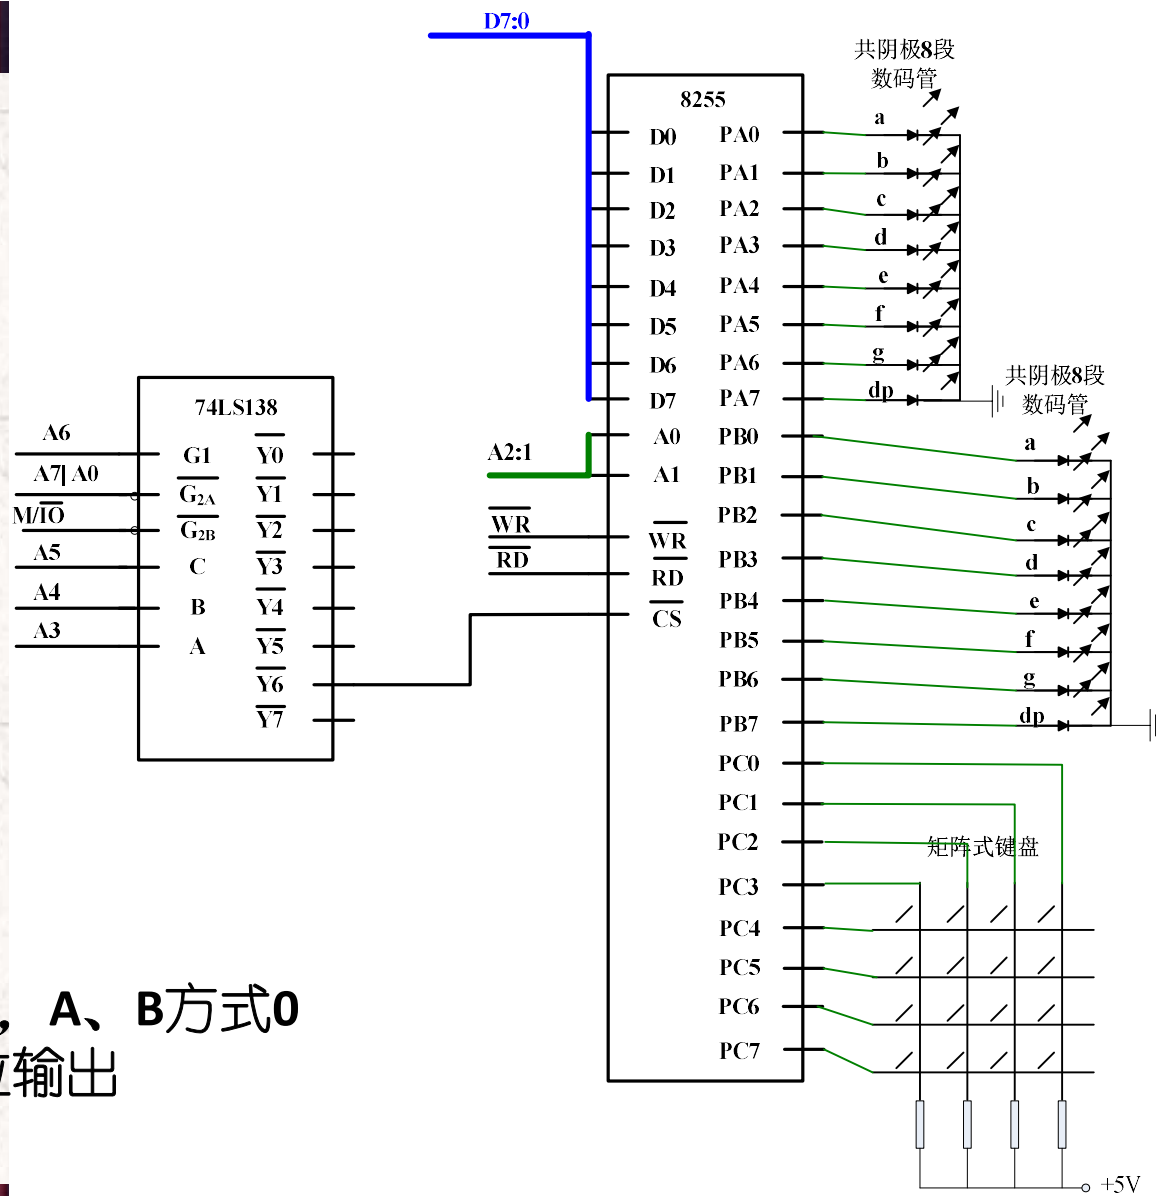 D7:0
共阴极8段
数码管
8255
D0
D1
D2
D3
D4
D5
D6
D7
A0
A1
WR
RD
CS
PA0
PA1
PA2
PA3
PA4
PA5
PA6
PA7
PB0
PB1
PB2
PB3
PB4
PB5
PB6
PB7
PC0
PC1
PC2
PC3
PC4
PC5
PC6
PC7
a
b
c
d
e
f
g
dp
共阴极8段
数码管
a
b
c
d
e
f
g
dp
A2:1
WR
RD
74LS138
A6
A7| A0
M/IO
A5
A4
A3
G1
G2A
G2B
C
B
A
Y0
Y1
Y2
Y3
Y4
Y5
Y6
Y7
矩阵式键盘
+5V
，A、B方式0
输出